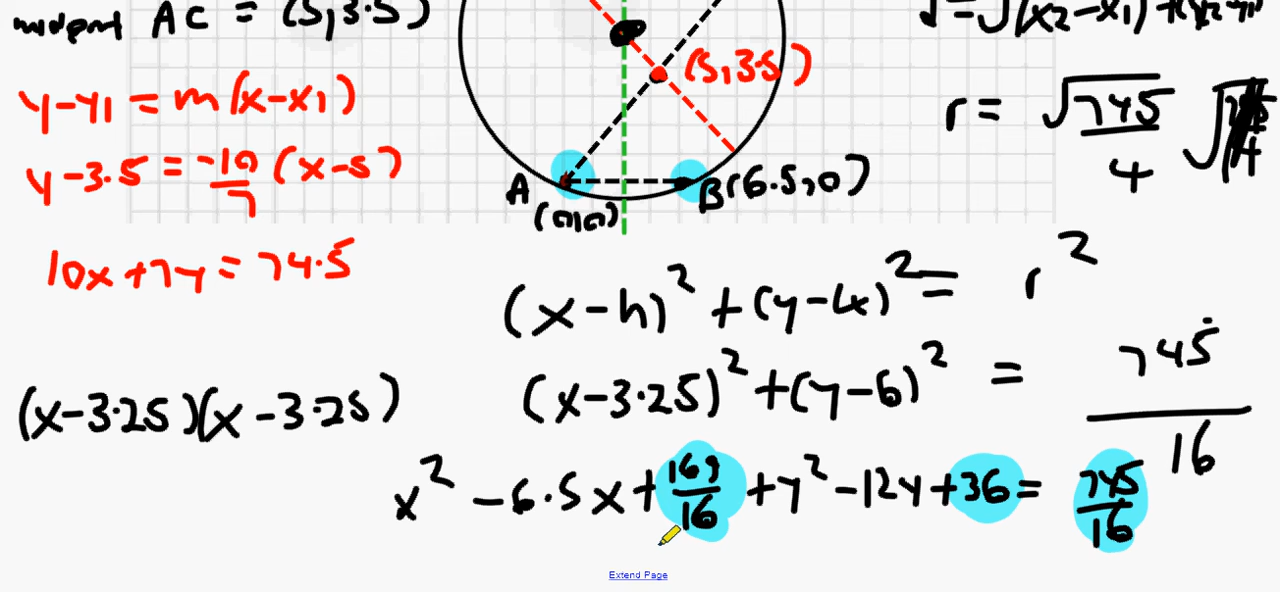 midpoint AC = (5,3.5)
y-y1 = m(x-x1)
y-3.5 = -10/7 (x-5)
10x+7y = 74.5
(5,3.5)
A
(0,0)
B(6.5,0)
r = √745/4
(x-h)² + (y-k)² = r²
(x-3.25)² + (y-6)² = 745/16
(x-3.25)(x-3.25)
x² - 6.5x + 169/16 + y² - 12y + 36 = 745/16
Extend Page